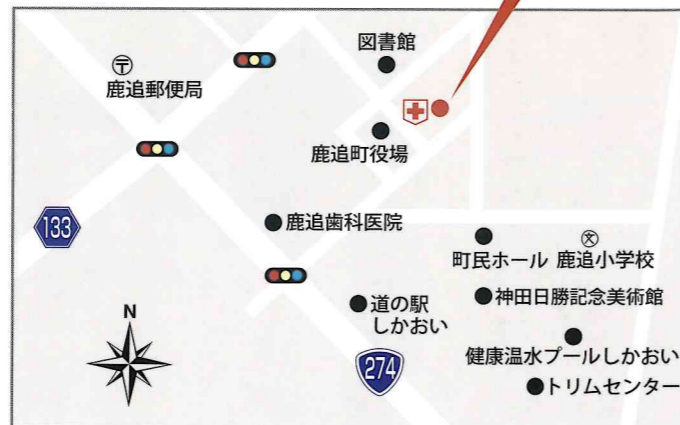 図書館
〒
鹿追郵便局
鹿追町役場
133
鹿追歯科医院
町民ホール
文
鹿追小学校
N
道の駅
しかおい
神田日勝記念美術館
274
健康温水プールしかおい
トリムセンター